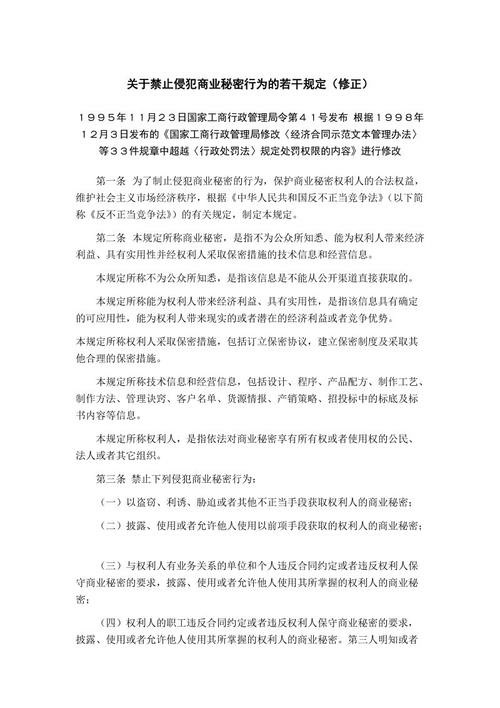 关于禁止侵犯商业秘密行为的若干规定（修正）
１９９５年１１月２３日国家工商行政管理局令第４１号发布 根据１９９８年
１２月３日发布的《国家工商行政管理局修改〈经济合同示范文本管理办法〉
等３３件规章中超越〈行政处罚法〉规定处罚权限的内容》进行修改
第一条 为了制止侵犯商业秘密的行为，保护商业秘密权利人的合法权益，
维护社会主义市场经济秩序，根据《中华人民共和国反不正当竞争法》（以下简
称《反不正当竞争法》）的有关规定，制定本规定。
第二条 本规定所称商业秘密，是指不为公众所知悉、能为权利人带来经济
利益、具有实用性并经权利人采取保密措施的技术信息和经营信息。
本规定所称不为公众所知悉，是指该信息是不能从公开渠道直接获取的。
本规定所称能为权利人带来经济利益、具有实用性，是指该信息具有确定
的可应用性，能为权利人带来现实的或者潜在的经济利益或者竞争优势。
本规定所称权利人采取保密措施，包括订立保密协议，建立保密制度及采取其
他合理的保密措施。
本规定所称技术信息和经营信息，包括设计、程序、产品配方、制作工艺、
制作方法、管理诀窍、客户名单、货源情报、产销策略、招投标中的标底及标
书内容等信息。
本规定所称权利人，是指依法对商业秘密享有所有权或者使用权的公民、
法人或者其它组织。
第三条 禁止下列侵犯商业秘密行为：
（一）以盗窃、利诱、胁迫或者其他不正当手段获取权利人的商业秘密；
（二）披露、使用或者允许他人使用以前项手段获取的权利人的商业秘密；
（三）与权利人有业务关系的单位和个人违反合同约定或者违反权利人保
守商业秘密的要求，披露、使用或者允许他人使用其所掌握的权利人的商业秘
密；
（四）权利人的职工违反合同约定或者违反权利人保守商业秘密的要求，
披露、使用或者允许他人使用其所掌握的权利人的商业秘密。第三人明知或者